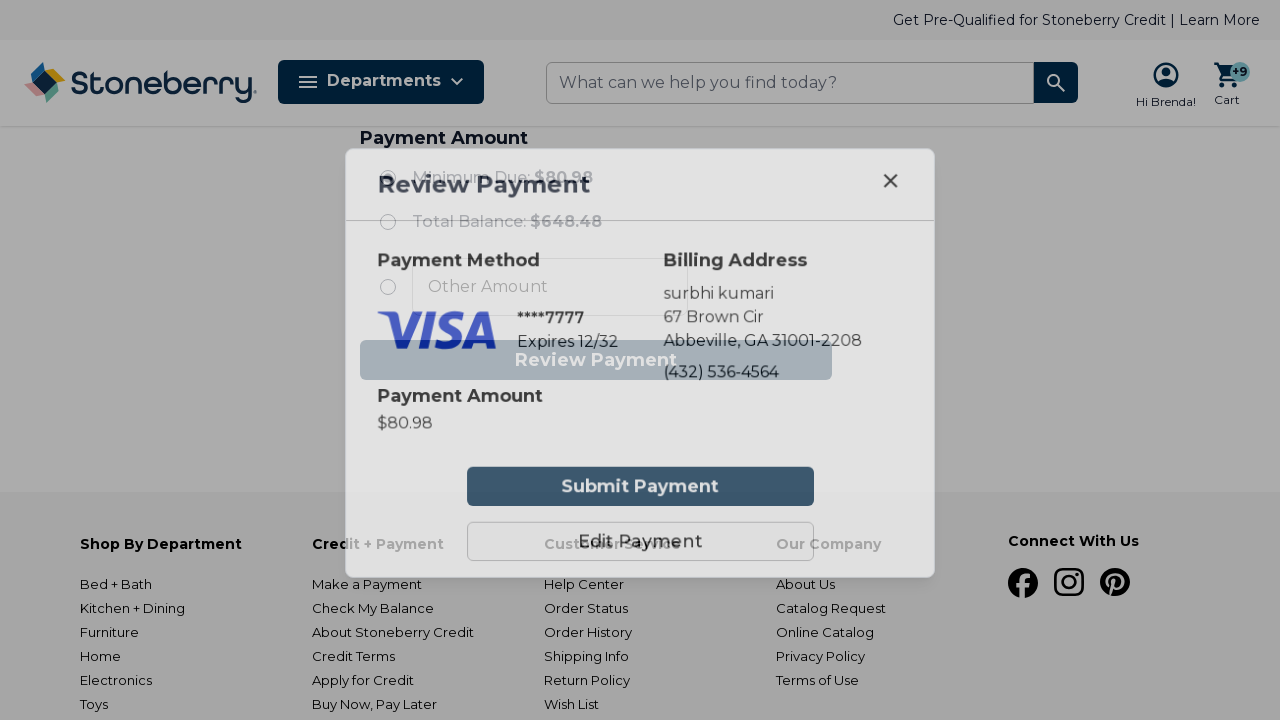 Get Pre-Qualified for Stoneberry Credit | Learn More
Stoneberry
Departments
What can we help you find today?
Hi Brenda!
+9
Cart
Payment Amount
Minimum Due: $80.98
Total Balance: $648.48
Other Amount
Review Payment
Review Payment
Payment Method
VISA
****7777
Expires 12/32
Billing Address
surbhi kumari
67 Brown Cir
Abbeville, GA 31001-2208
(432) 536-4564
Payment Amount
$80.98
Submit Payment
Edit Payment
Shop By Department
Bed + Bath
Kitchen + Dining
Furniture
Home
Electronics
Toys
Credit + Payment
Make a Payment
Check My Balance
About Stoneberry Credit
Credit Terms
Apply for Credit
Buy Now, Pay Later
Customer Service
Help Center
Order Status
Order History
Shipping Info
Return Policy
Wish List
Our Company
About Us
Catalog Request
Online Catalog
Privacy Policy
Terms of Use
Connect With Us